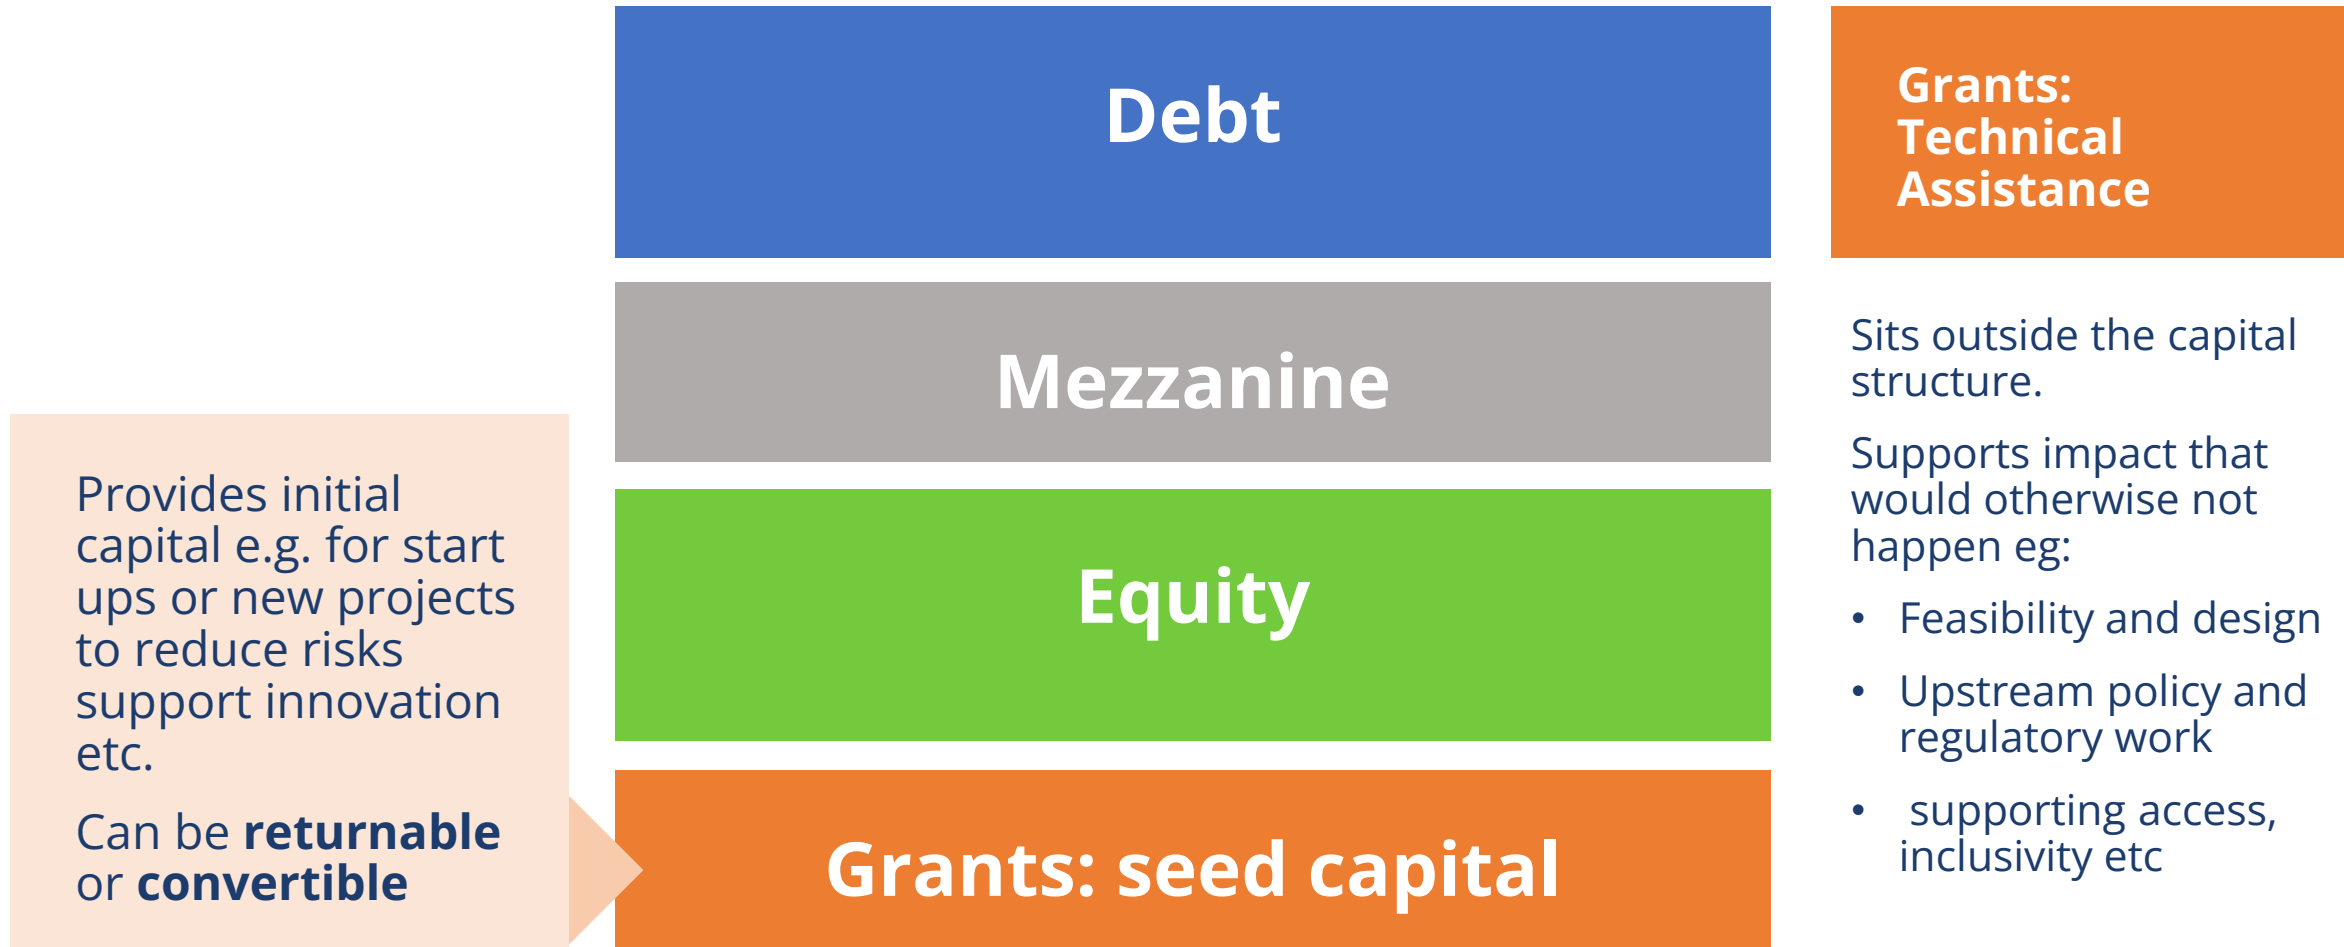 Debt
Mezzanine
Equity
Grants: seed capital
Provides initial
capital e.g. for start
ups or new projects
to reduce risks
support innovation
etc.
Can be returnable
or convertible
Grants:
Technical
Assistance
Sits outside the capital
structure.
Supports impact that
would otherwise not
happen eg:
• Feasibility and design
• Upstream policy and
regulatory work
• supporting access,
inclusivity etc